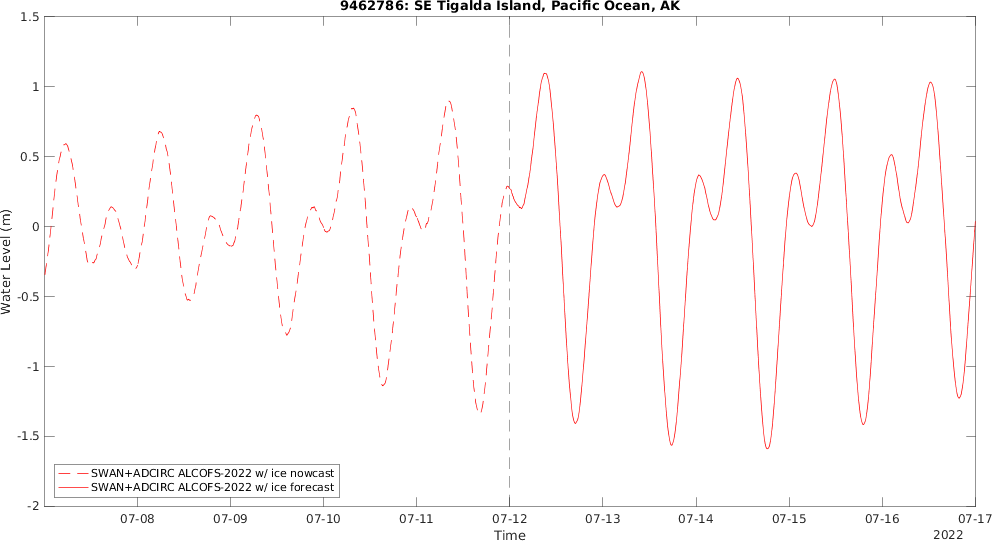 9462786: SE Tigalda Island, Pacific Ocean, AK
1.5
1
0.5
0
-0.5
-1
-1.5
-2
Water Level (m)
SWAN+ADCIRC ALCOFS-2022 w/ ice nowcast
SWAN+ADCIRC ALCOFS-2022 w/ ice forecast
07-08 07-09 07-10 07-11 07-12 07-13 07-14 07-15 07-16 07-17
Time
2022